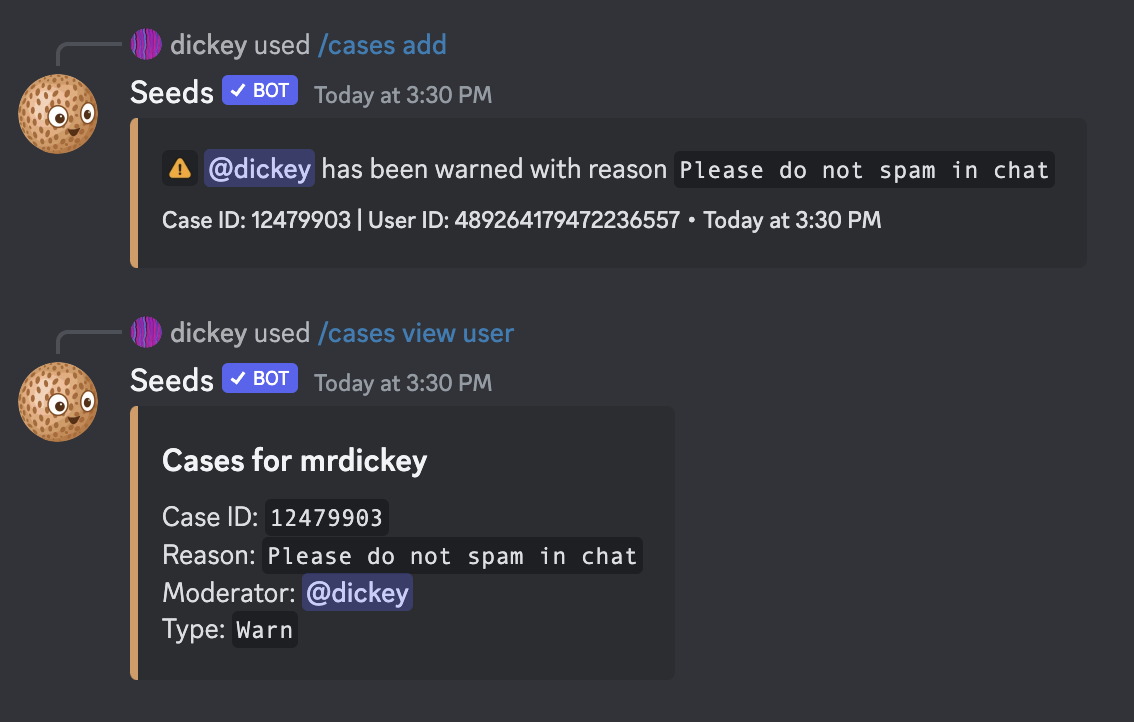 dickey used /cases add
Seeds ✓ BOT Today at 3:30 PM
@dickey has been warned with reason Please do not spam in chat
Case ID: 12479903 | User ID: 489264179472236557 • Today at 3:30 PM
dickey used /cases view user
Seeds ✓ BOT Today at 3:30 PM
Cases for mrdickey
Case ID: 12479903
Reason: Please do not spam in chat
Moderator: @dickey
Type: Warn